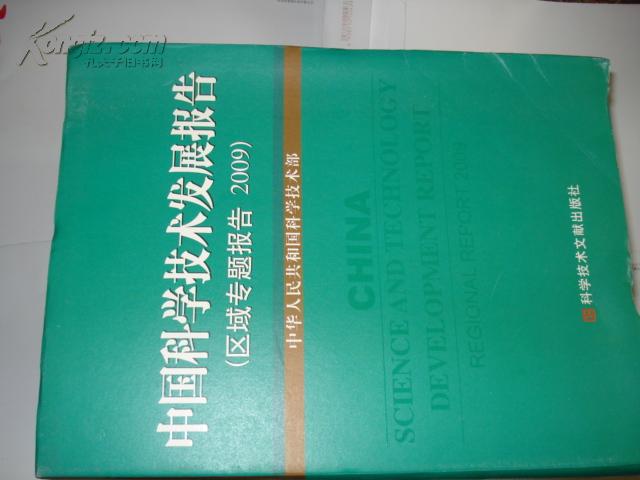 中国科学技术发展报告
(区域专题报告 2009)
中华人民共和国科学技术部
CHINA
SCIENCE AND TECHNOLOGY
DEVELOPMENT REPORT
REGIONAL REPORT
科学技术文献出版社
Kongfz.com
孔夫子旧书网